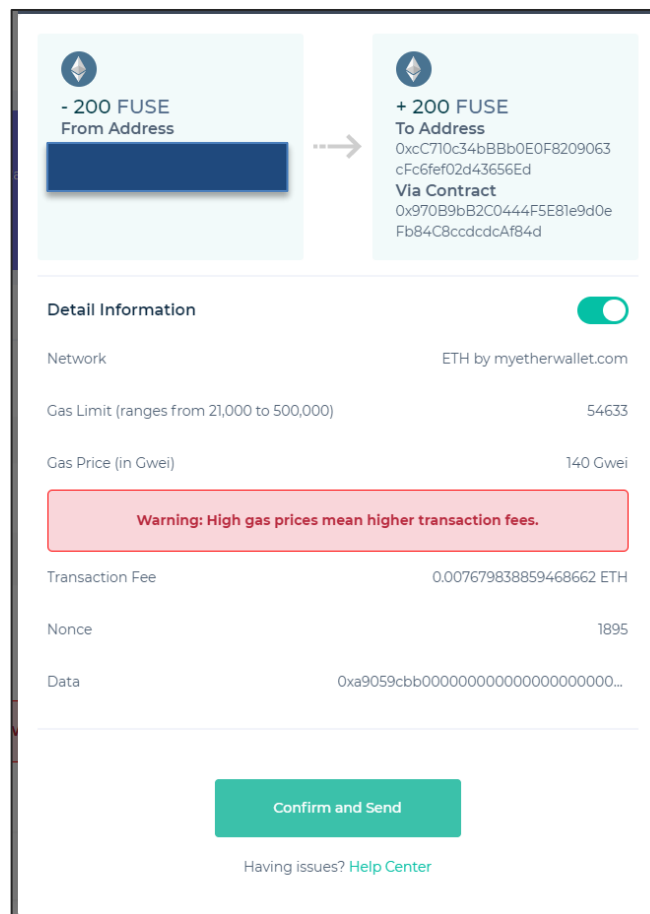 - 200 FUSE
From Address
+ 200 FUSE
To Address
0xcC710c34bBBb0E0F8209063
cFc6fef02d43656Ed
Via Contract
0x970B9bB2C0444F5E81e9d0e
Fb84C8ccdcdcAf84d
Detail Information
Network ETH by myetherwallet.com
Gas Limit (ranges from 21,000 to 500,000) 54633
Gas Price (in Gwei) 140 Gwei
Warning: High gas prices mean higher transaction fees.
Transaction Fee 0.007679838859468662 ETH
Nonce 1895
Data 0xa9059cbb000000000000000000000...
Confirm and Send
Having issues? Help Center